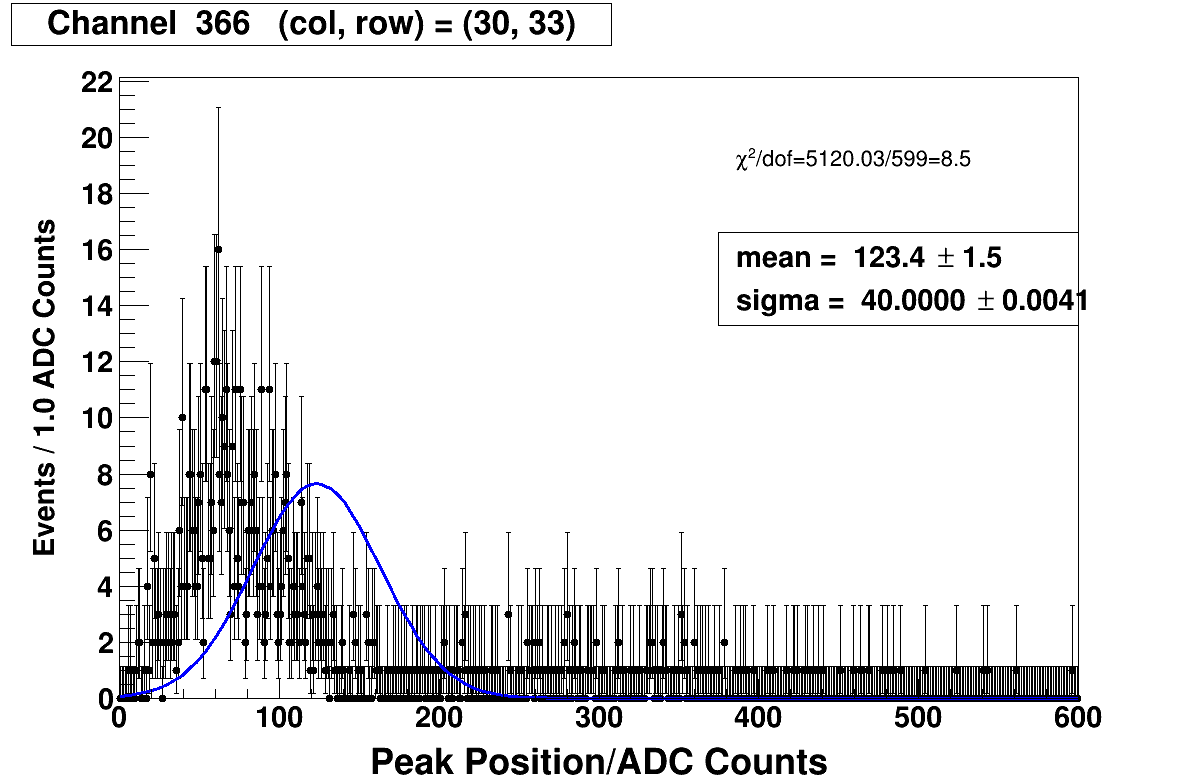 Channel 366 (col, row) = (30, 33)
22
20
18
16
14
12
10
8
6
4
2
0
Events / 1.0 ADC Counts
χ²/dof=5120.03/599=8.5
mean = 123.4 ± 1.5
sigma = 40.0000 ± 0.0041
0 100 200 300 400 500 600
Peak Position/ADC Counts